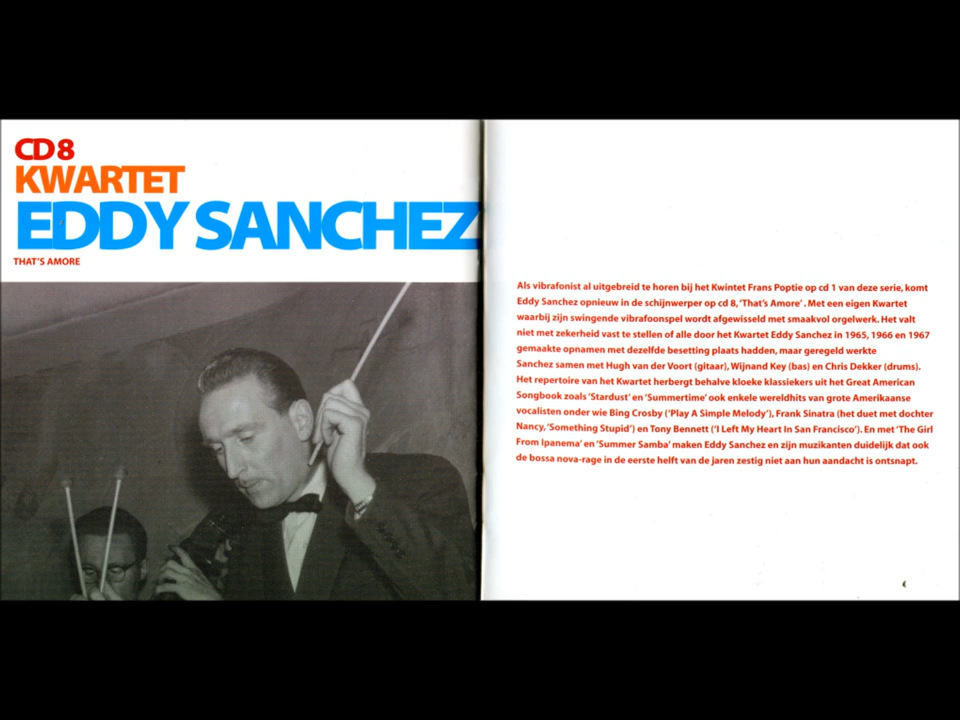 CD 8
KWARTET
EDDY SANCHEZ
THAT'S AMORE
Als vibrafonist al uitgebreid te horen bij het Kwintet Frans Poptie op cd 1 van deze serie, komt
Eddy Sanchez opnieuw in de schijnwerper op cd 8, 'That's Amore' . Met een eigen Kwartet
waarbij zijn swingende vibrafoonspel wordt afgewisseld met smaakvol orgelwerk. Het valt
niet met zekerheid vast te stellen of alle door het Kwartet Eddy Sanchez in 1965, 1966 en 1967
gemaakte opnamen met dezelfde besetting plaats hadden, maar geregeld werkte
Sanchez samen met Hugh van der Voort (gitaar), Wijnand Key (bas) en Chris Dekker (drums).
Het repertoire van het Kwartet herbergt behalve kloeke klassiekers uit het Great American
Songbook zoals 'Stardust' en 'Summertime' ook enkele wereldhits van grote Amerikaanse
vocalisten onder wie Bing Crosby ('Play A Simple Melody'), Frank Sinatra (het duet met dochter
Nancy, 'Something Stupid') en Tony Bennett ('I Left My Heart In San Francisco'). En met 'The Girl
From Ipanema' en 'Summer Samba' maken Eddy Sanchez en zijn muzikanten duidelijk dat ook
de bossa nova-rage in de eerste helft van de jaren zestig niet aan hun aandacht is ontsnapt.